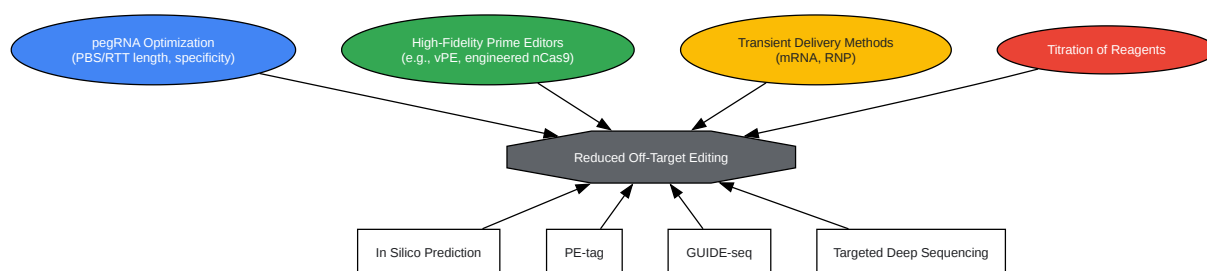 pegRNA Optimization
(PBS/RTT length, specificity)
High-Fidelity Prime Editors
(e.g., vPE, engineered nCas9)
Transient Delivery Methods
(mRNA, RNP)
Titration of Reagents
Reduced Off-Target Editing
In Silico Prediction
PE-tag
GUIDE-seq
Targeted Deep Sequencing